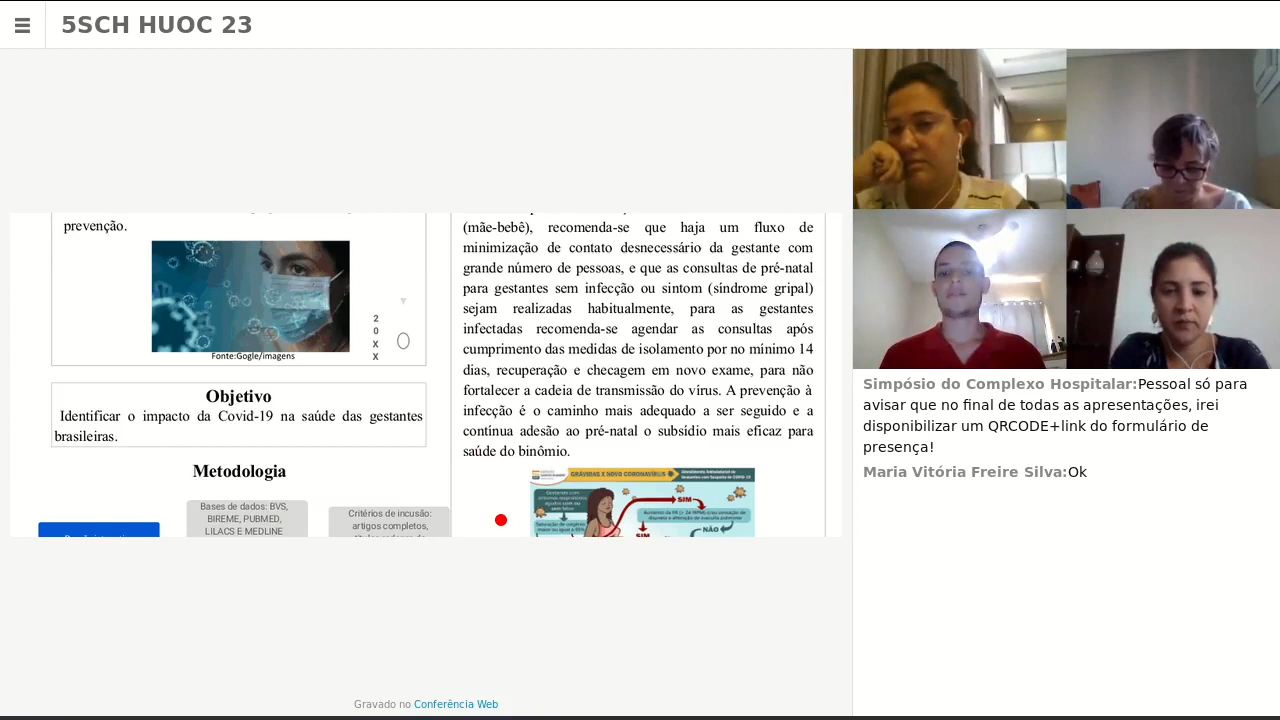 5SCH HUOC 23
prevenção.
2
0
X
X
Fonte:Gogle/imagens
Objetivo
Identificar o impacto da Covid-19 na saúde das gestantes
brasileiras.
Metodologia
Bases de dados: BVS,
BIREME, PUBMED,
LILACS E MEDLINE
Critérios de incusão:
artigos completos,
(mãe-bebê), recomenda-se que haja um fluxo de
minimização de contato desnecessário da gestante com
grande número de pessoas, e que as consultas de pré-natal
para gestantes sem infecção ou sintom (síndrome gripal)
sejam realizadas habitualmente, para as gestantes
infectadas recomenda-se agendar as consultas após
cumprimento das medidas de isolamento por no mínimo 14
dias, recuperação e checagem em novo exame, para não
fortalecer a cadeia de transmissão do vírus. A prevenção à
infecção é o caminho mais adequado a ser seguido e a
contínua adesão ao pré-natal o subsídio mais eficaz para
saúde do binômio.
GRÁVIDAS X NOVO CORONAVÍRUS
SIM
NÃO
SIM
Simpósio do Complexo Hospitalar:Pessoal só para
avisar que no final de todas as apresentações, irei
disponibilizar um QRCODE+link do formulário de
presença!
Maria Vitória Freire Silva:Ok
Gravado no Conferência Web